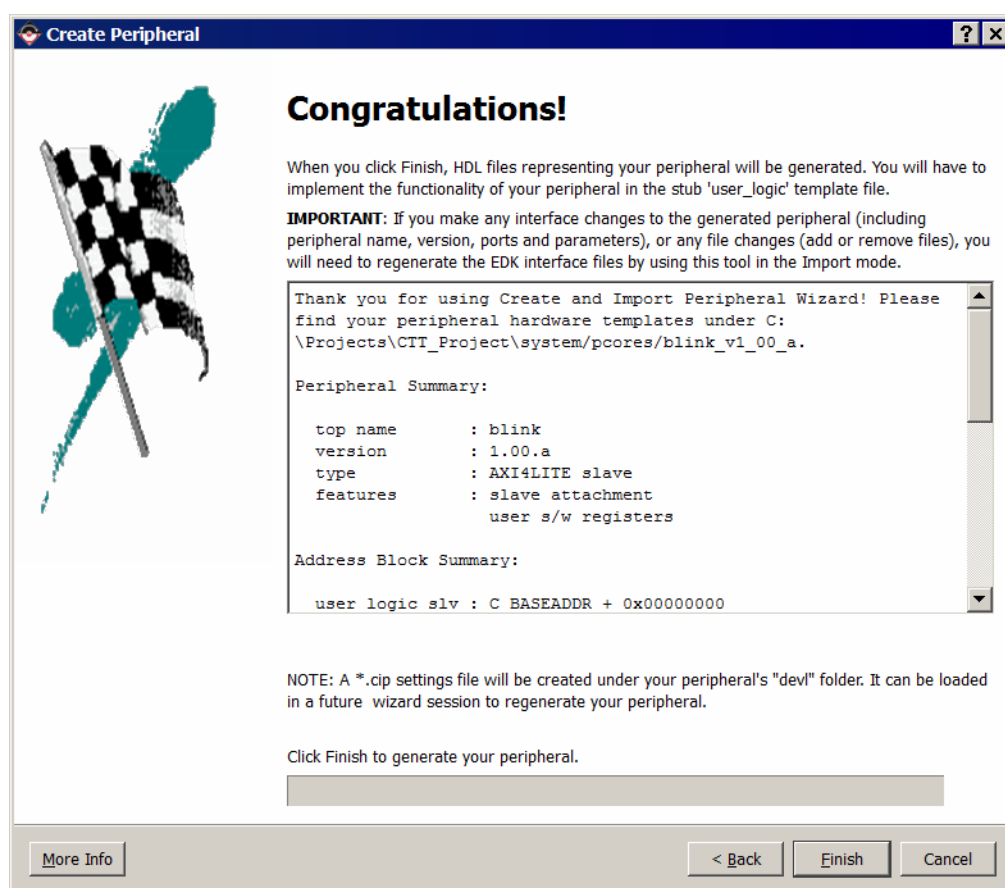 Create Peripheral
Congratulations!
When you click Finish, HDL files representing your peripheral will be generated. You will have to
implement the functionality of your peripheral in the stub 'user_logic' template file.
IMPORTANT: If you make any interface changes to the generated peripheral (including
peripheral name, version, ports and parameters), or any file changes (add or remove files), you
will need to regenerate the EDK interface files by using this tool in the Import mode.
Thank you for using Create and Import Peripheral Wizard! Please
find your peripheral hardware templates under C:
\Projects\CTT_Project\system/pcores/blink_v1_00_a.
Peripheral Summary:
top name : blink
version : 1.00.a
type : AXI4LITE slave
features : slave attachment
user s/w registers
Address Block Summary:
user logic slv : C BASEADDR + 0x00000000
NOTE: A *.cip settings file will be created under your peripheral's "devl" folder. It can be loaded
in a future wizard session to regenerate your peripheral.
Click Finish to generate your peripheral.
More Info
< Back
Finish
Cancel